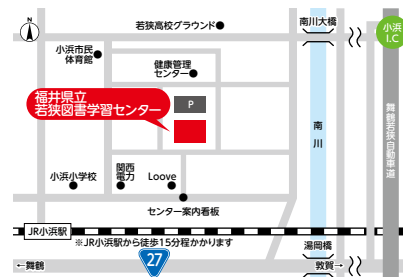 若狭高校グラウンド
南川大橋
小浜
I.C
小浜市民
体育館
健康管理
センター
P
福井県立
若狭図書学習センター
舞鶴若狭自動車道
南川
小浜小学校
関西
電力
Loove
センター案内看板
JR小浜駅
※JR小浜駅から徒歩15分程かかります
湯岡橋
←舞鶴
27
敦賀→
N